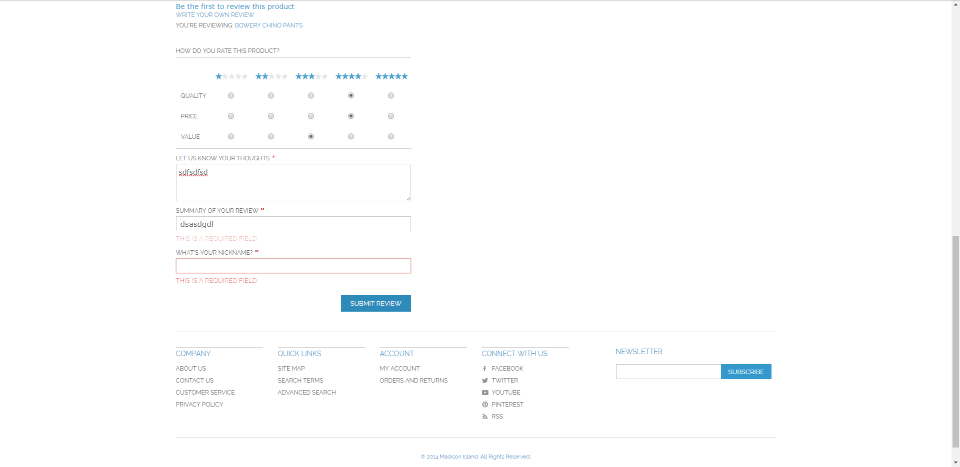 Be the first to review this product
WRITE YOUR OWN REVIEW
YOU'RE REVIEWING: BOWERY CHINO PANTS
HOW DO YOU RATE THIS PRODUCT?
QUALITY
PRICE
VALUE
LET US KNOW YOUR THOUGHTS *
sdfsdfsd
SUMMARY OF YOUR REVIEW *
dsasdgdl
THIS IS A REQUIRED FIELD
WHAT'S YOUR NICKNAME? *
THIS IS A REQUIRED FIELD
SUBMIT REVIEW
COMPANY
ABOUT US
CONTACT US
CUSTOMER SERVICE
PRIVACY POLICY
QUICK LINKS
SITE MAP
SEARCH TERMS
ADVANCED SEARCH
ACCOUNT
MY ACCOUNT
ORDERS AND RETURNS
CONNECT WITH US
FACEBOOK
TWITTER
YOUTUBE
PINTEREST
RSS
NEWSLETTER
SUBSCRIBE
© 2014 Madison Island. All Rights Reserved.